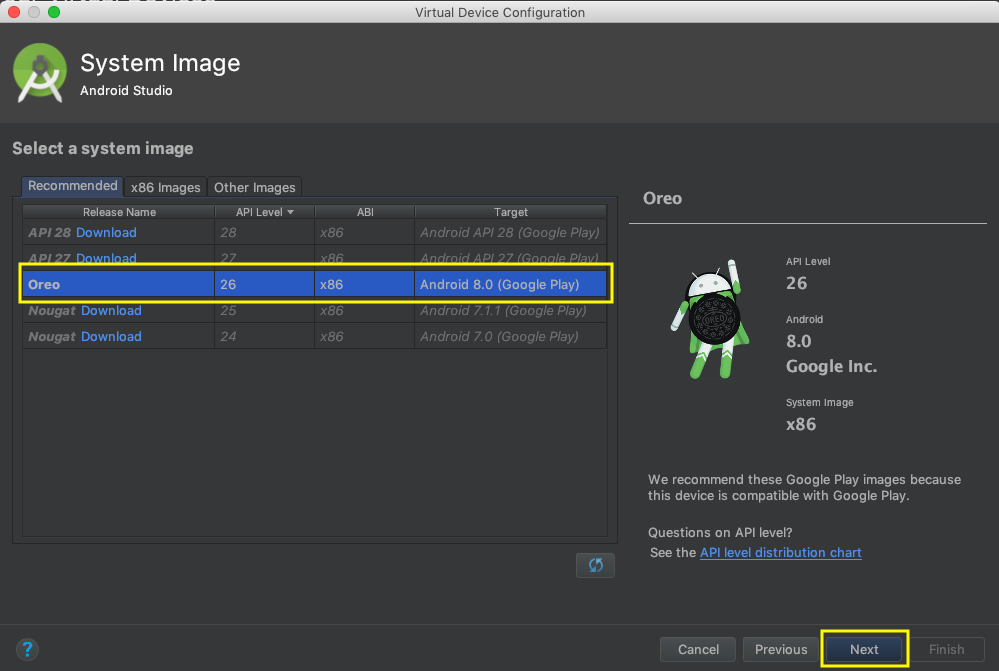 Virtual Device Configuration
System Image
Android Studio
Select a system image
Recommended x86 Images Other Images
Release Name API Level ABI Target
API 28 Download 28 x86 Android API 28 (Google Play)
API 27 Download 27 x86 Android API 27 (Google Play)
Oreo 26 x86 Android 8.0 (Google Play)
Nougat Download 25 x86 Android 7.1.1 (Google Play)
Nougat Download 24 x86 Android 7.0 (Google Play)
Oreo
OREO
API Level
26
Android
8.0
Google Inc.
System Image
x86
We recommend these Google Play images because
this device is compatible with Google Play.
Questions on API level?
See the API level distribution chart
? Cancel Previous Next Finish